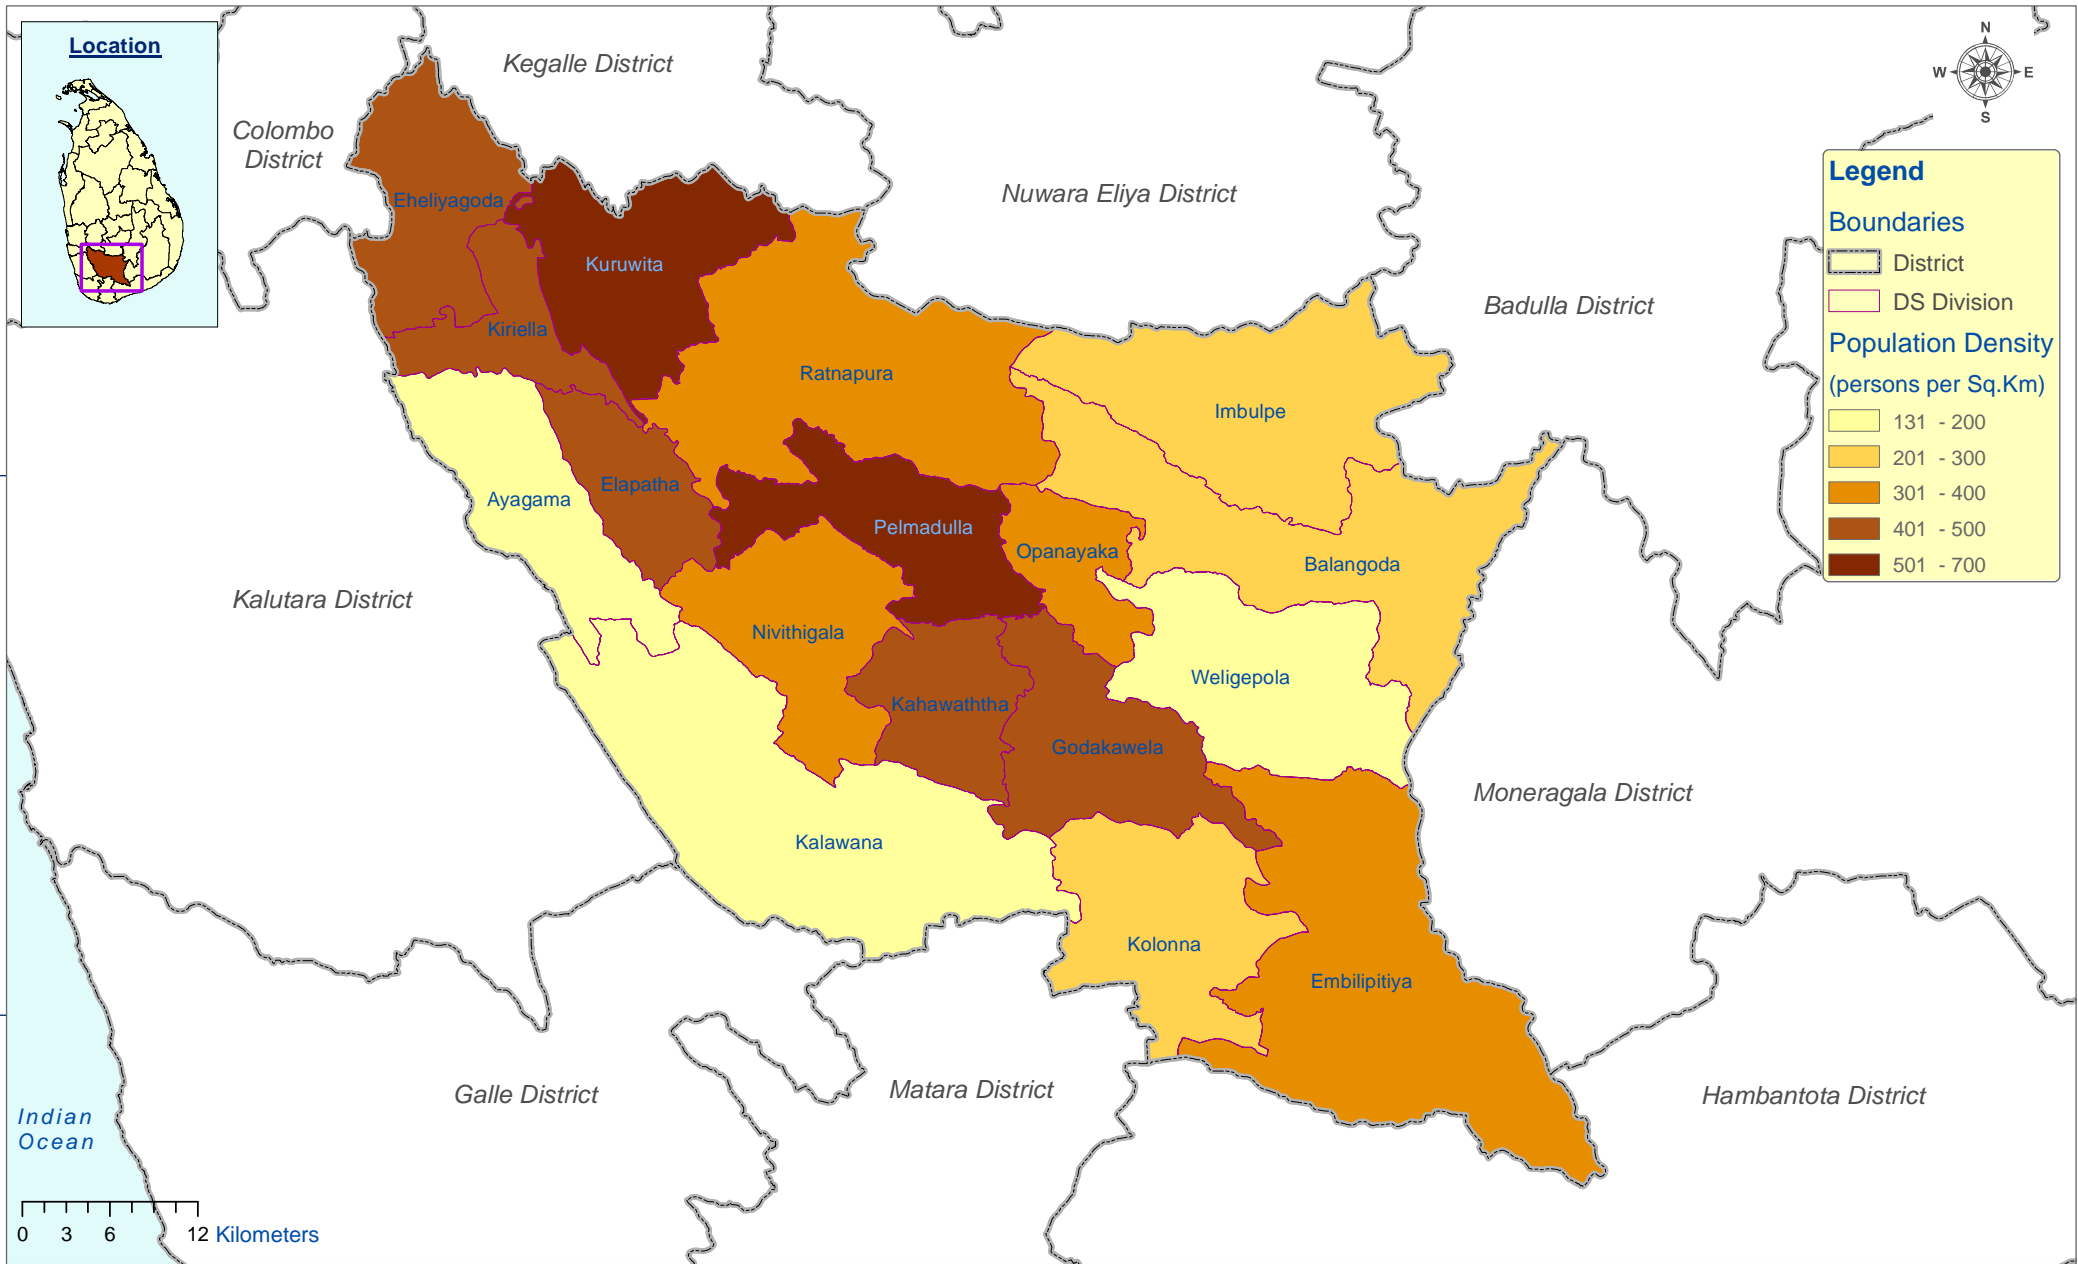 Location
Kegalle District
Colombo
District
Nuwara Eliya District
Badulla District
Kalutara District
Moneragala District
Galle District
Matara District
Hambantota District
Indian
Ocean
Eheliyagoda
Kuruwita
Kiriella
Ratnapura
Imbulpe
Ayagama
Elapatha
Pelmadulla
Opanayaka
Balangoda
Nivithigala
Weligepola
Kahawaththa
Godakawela
Kalawana
Kolonna
Embilipitiya
N
W
E
S
Legend
Boundaries
District
DS Division
Population Density
(persons per Sq.Km)
131 - 200
201 - 300
301 - 400
401 - 500
501 - 700
0 3 6 12 Kilometers